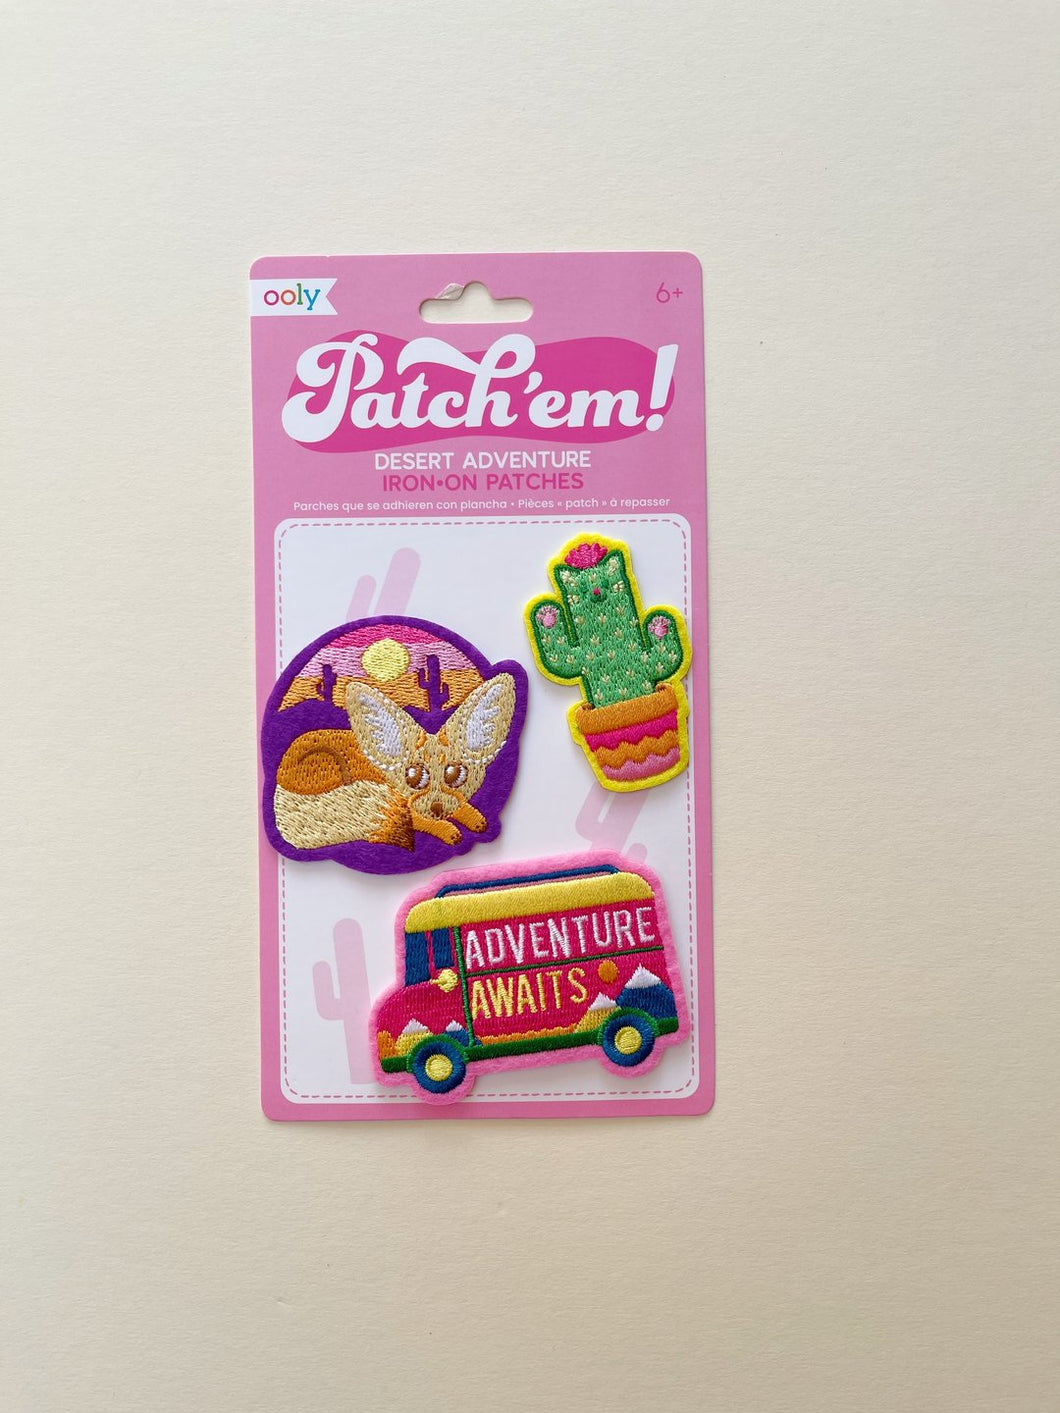 ooly
6+
Patch'em!
DESERT ADVENTURE
IRON•ON PATCHES
Parches que se adhieren con plancha • Pièces « patch » à repasser
ADVENTURE
AWAITS